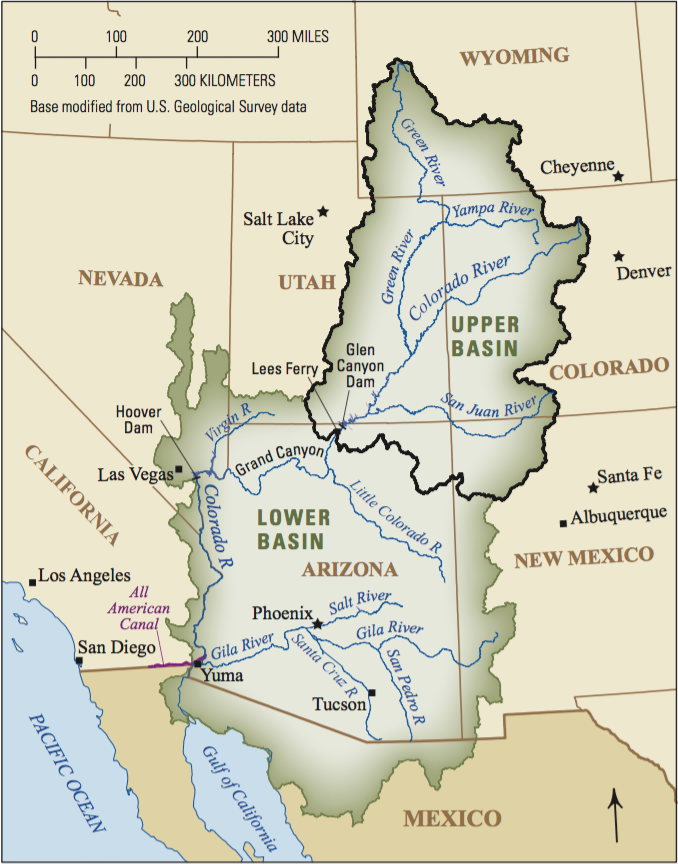 0 100 200 300 MILES
0 100 200 300 KILOMETERS
Base modified from U.S. Geological Survey data
WYOMING
Green River
Cheyenne
Yampa River
Salt Lake
City
Green River
Colorado River
Denver
NEVADA
UTAH
UPPER
BASIN
Glen
Canyon
Dam
Lees Ferry
COLORADO
San Juan River
Hoover
Dam
Virgin R
Grand Canyon
Las Vegas
CALIFORNIA
Colorado R
Little Colorado R
Santa Fe
LOWER
BASIN
Albuquerque
NEW MEXICO
ARIZONA
Los Angeles
All
American
Canal
Phoenix
Salt River
Gila River
Gila River
San Diego
Yuma
Santa Cruz R
San Pedro R
Tucson
PACIFIC OCEAN
Gulf of California
MEXICO